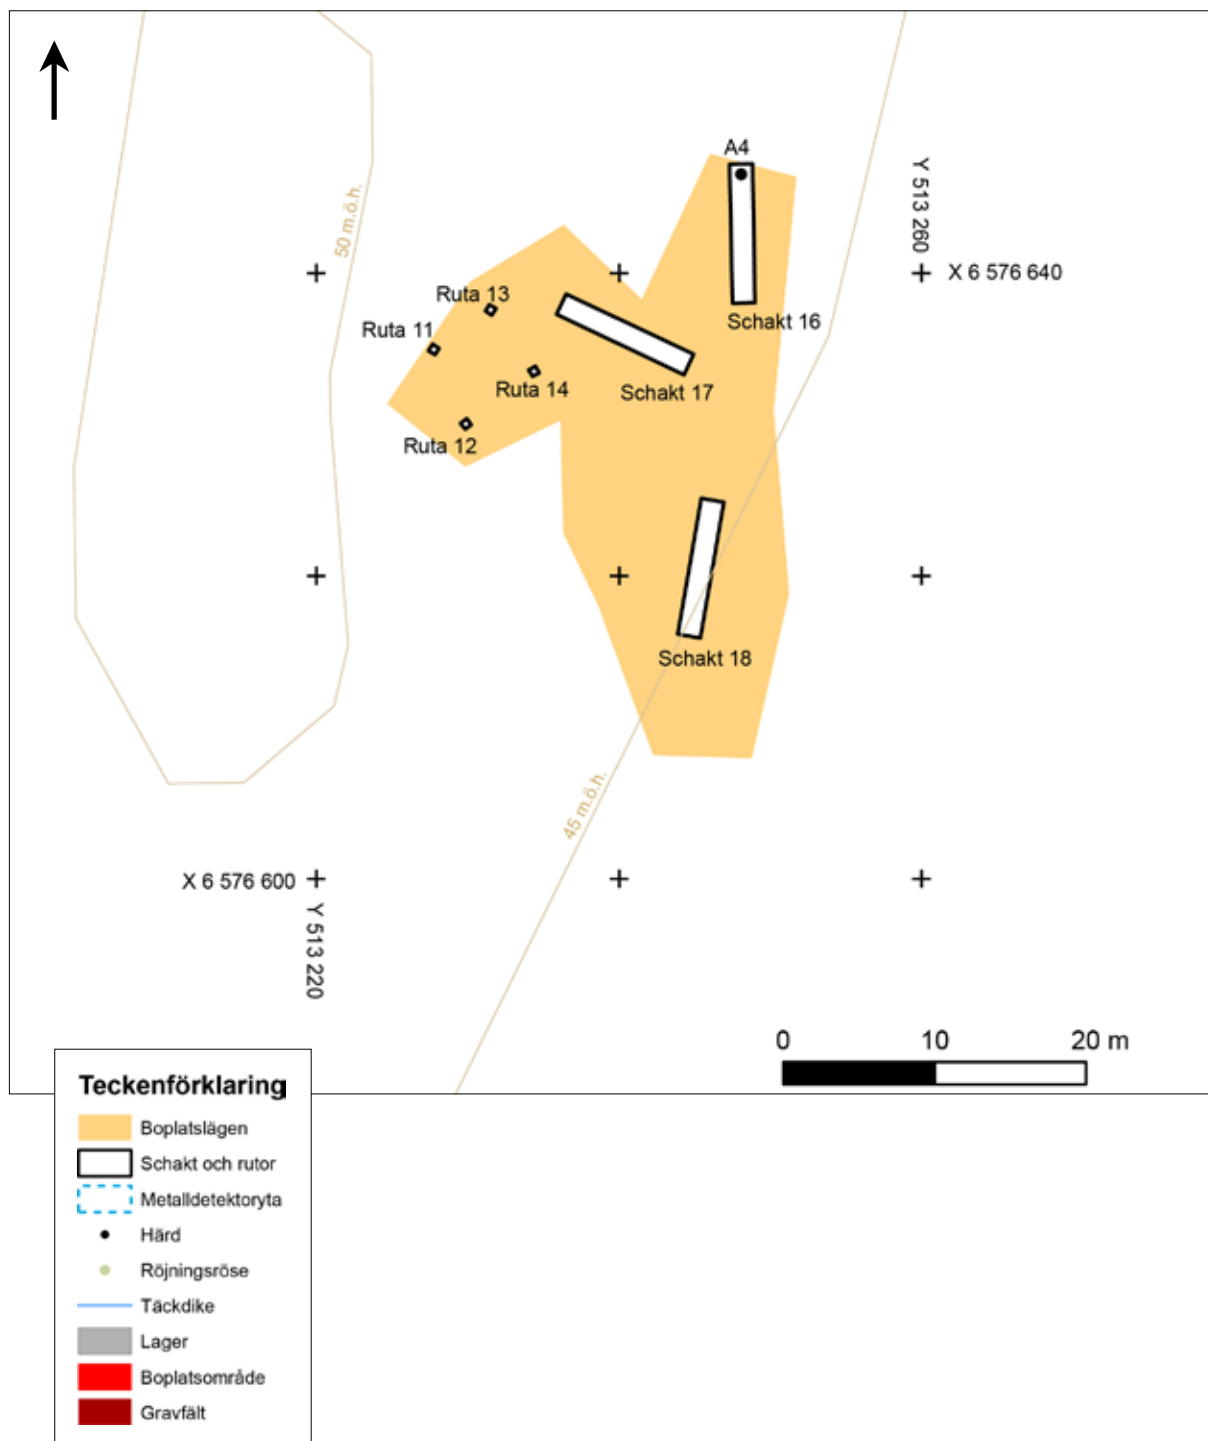 A4
Y 513 260
50 m.ö.h.
X 6 576 640
Ruta 13
Schakt 16
Ruta 11
Ruta 14
Schakt 17
Ruta 12
Schakt 18
45 m.ö.h.
X 6 576 600
Y 513 220
0 10 20 m
Teckenförklaring
Boplatslägen
Schakt och rutor
Metalldetektoryta
Härd
Röjningsröse
Täckdike
Lager
Boplatsområde
Gravfält